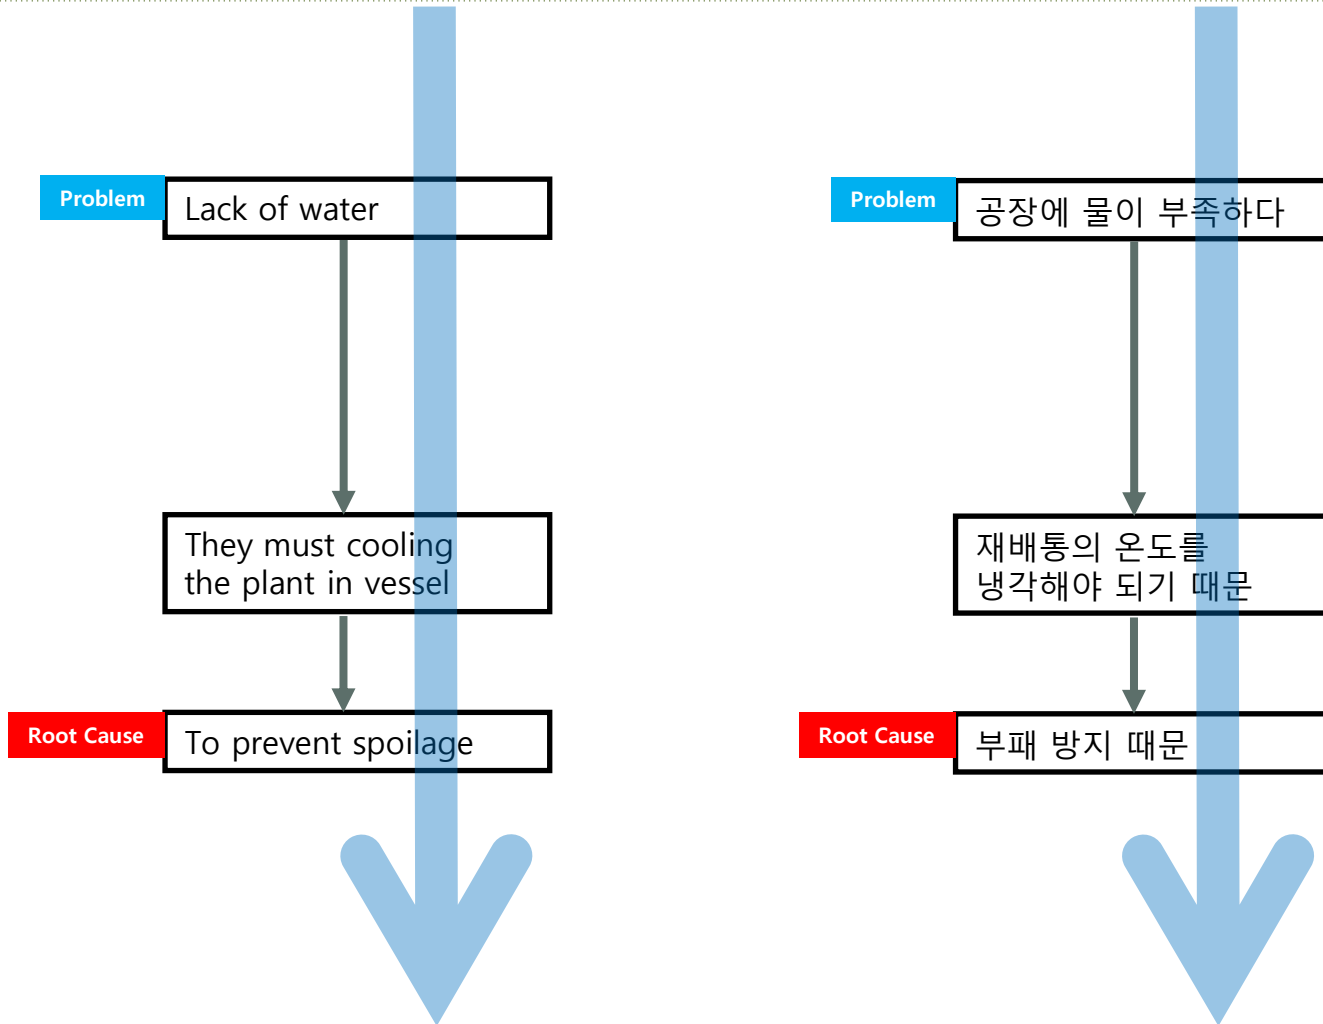 Problem
Lack of water
They must cooling
the plant in vessel
Root Cause
To prevent spoilage
Problem
공장에 물이 부족하다
재배통의 온도를
냉각해야 되기 때문
Root Cause
부패 방지 때문